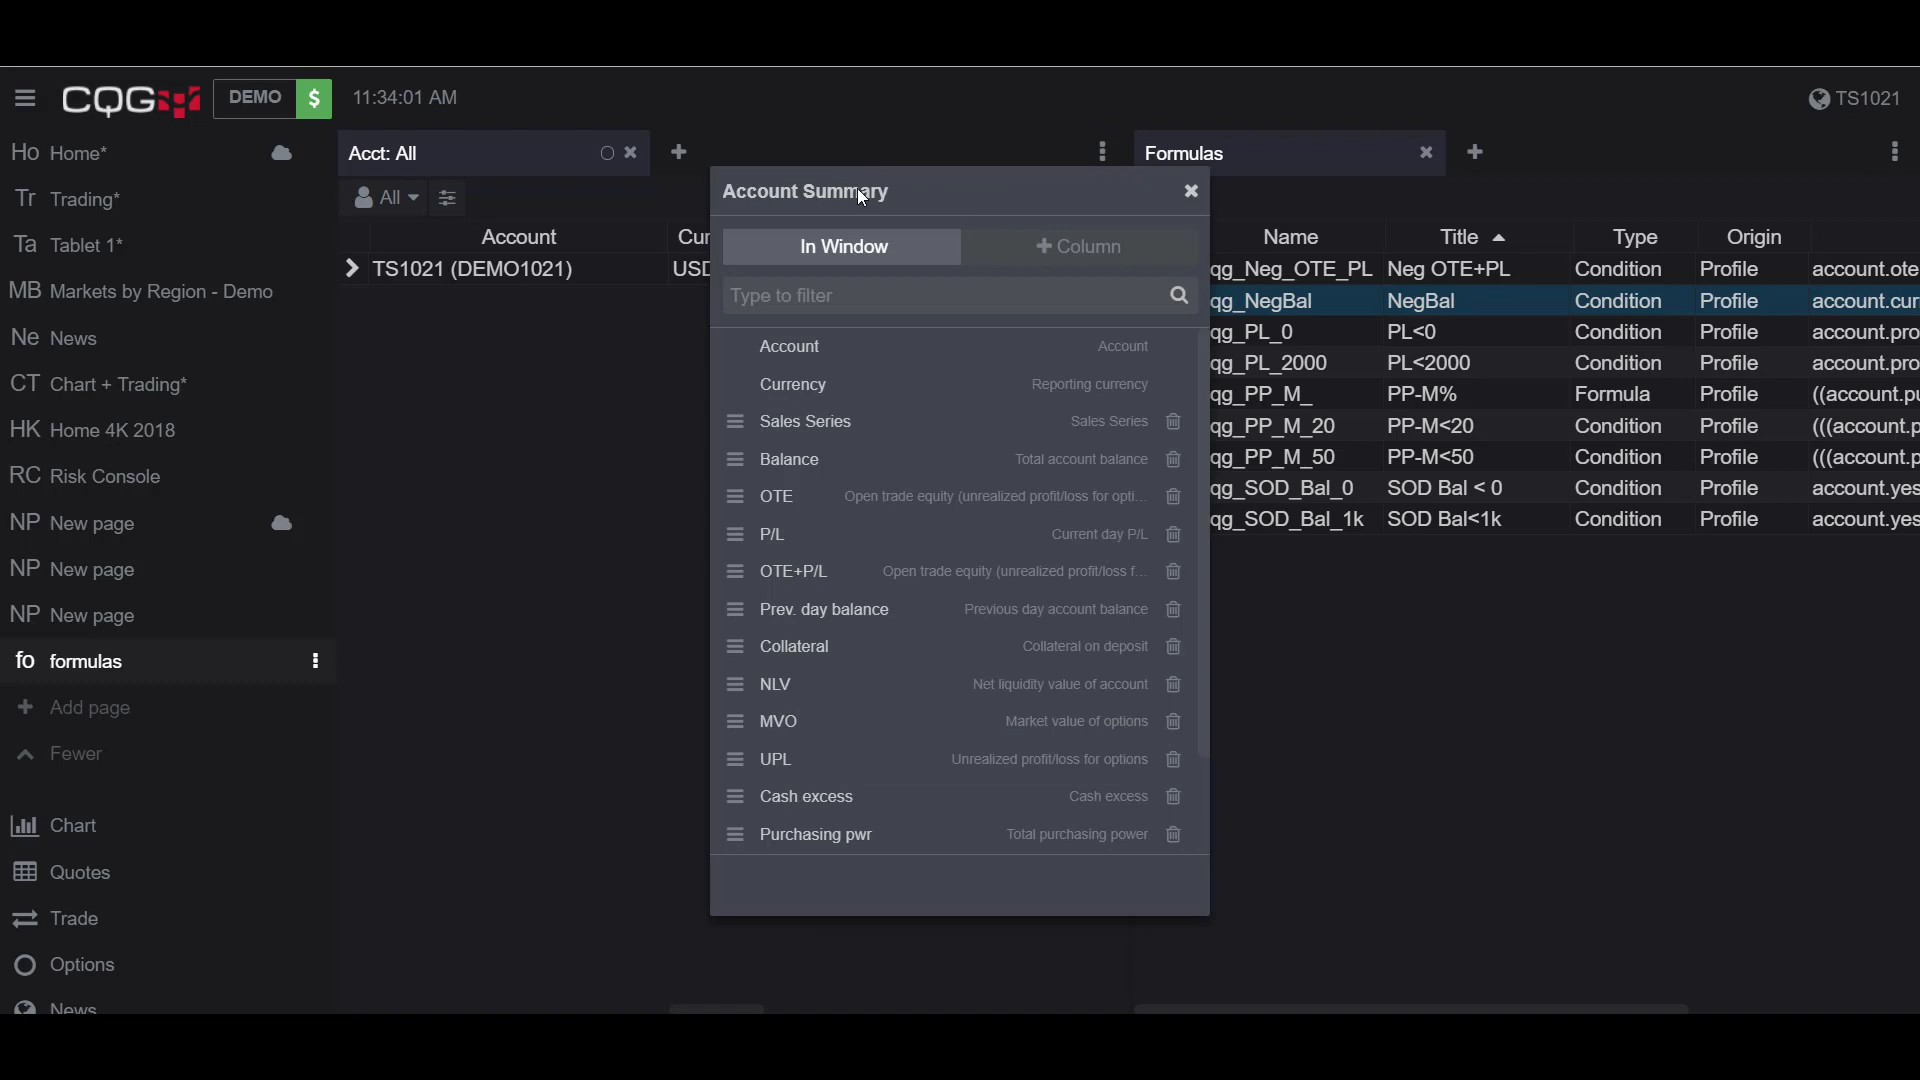 CQG DEMO $ 11:34:01 AM TS1021
Ho Home*
Tr Trading*
Ta Tablet 1*
MB Markets by Region - Demo
Ne News
CT Chart + Trading*
HK Home 4K 2018
RC Risk Console
NP New page
NP New page
NP New page
fo formulas
+ Add page
Fewer
Chart
Quotes
Trade
Options
News
Acct: All
All
Account Cur
TS1021 (DEMO1021) USD
Account Summary
In Window + Column
Type to filter
Account Account
Currency Reporting currency
Sales Series Sales Series
Balance Total account balance
OTE Open trade equity (unrealized profit/loss for opti...
P/L Current day P/L
OTE+P/L Open trade equity (unrealized profit/loss f...
Prev. day balance Previous day account balance
Collateral Collateral on deposit
NLV Net liquidity value of account
MVO Market value of options
UPL Unrealized profit/loss for options
Cash excess Cash excess
Purchasing pwr Total purchasing power
Formulas
Name Title Type Origin
qg_Neg_OTE_PL Neg OTE+PL Condition Profile account.ote
qg_NegBal NegBal Condition Profile account.cur
qg_PL_0 PL<0 Condition Profile account.pro
qg_PL_2000 PL<2000 Condition Profile account.pro
qg_PP_M_ PP-M% Formula Profile ((account.pu
qg_PP_M_20 PP-M<20 Condition Profile (((account.p
qg_PP_M_50 PP-M<50 Condition Profile (((account.p
qg_SOD_Bal_0 SOD Bal < 0 Condition Profile account.yes
qg_SOD_Bal_1k SOD Bal<1k Condition Profile account.yes